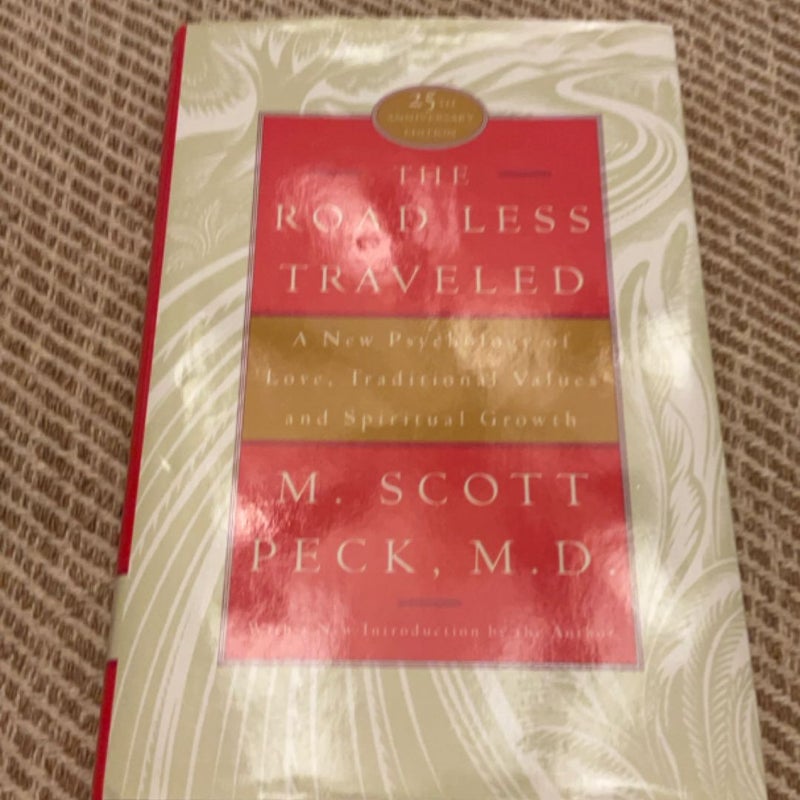 25TH
ANNIVERSARY
EDITION
THE
ROAD LESS
TRAVELED
A New Psychology of
Love, Traditional Values
and Spiritual Growth
M. SCOTT
PECK, M.D.
With a New Introduction by the Author